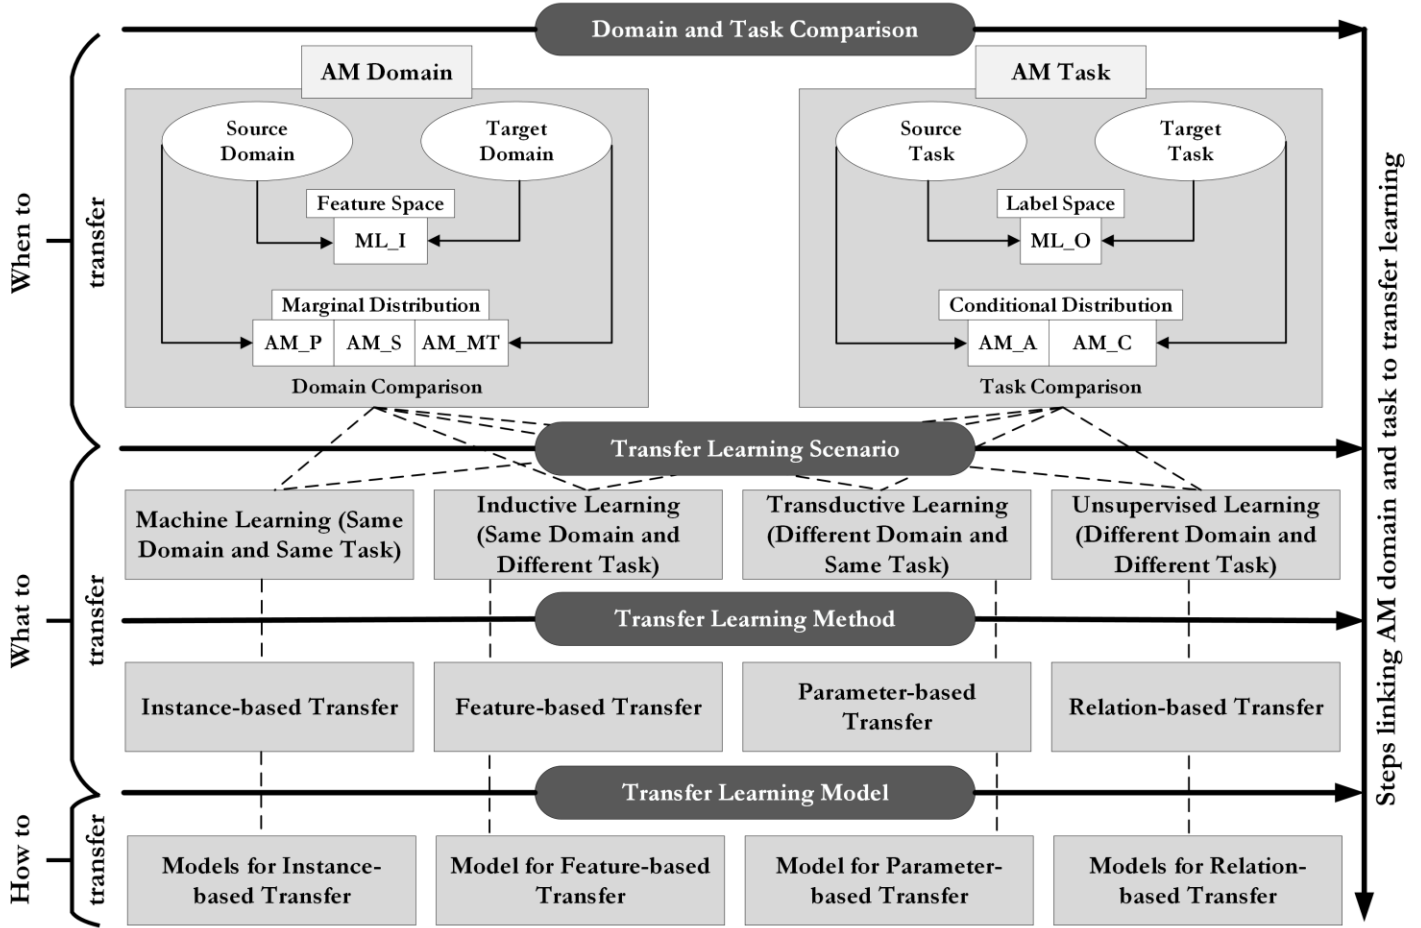 Domain and Task Comparison
AM Domain
AM Task
Source
Domain
Target
Domain
Source
Task
Target
Task
Feature Space
ML_I
Label Space
ML_O
Marginal Distribution
AM_P
AM_S
AM_MT
Conditional Distribution
AM_A
AM_C
Domain Comparison
Task Comparison
When to
transfer
Transfer Learning Scenario
Machine Learning (Same
Domain and Same Task)
Inductive Learning
(Same Domain and
Different Task)
Transductive Learning
(Different Domain and
Same Task)
Unsupervised Learning
(Different Domain and
Different Task)
What to
transfer
Transfer Learning Method
Instance-based Transfer
Feature-based Transfer
Parameter-based
Transfer
Relation-based Transfer
Transfer Learning Model
How to
transfer
Models for Instance-
based Transfer
Model for Feature-based
Transfer
Model for Parameter-
based Transfer
Models for Relation-
based Transfer
Steps linking AM domain and task to transfer learning